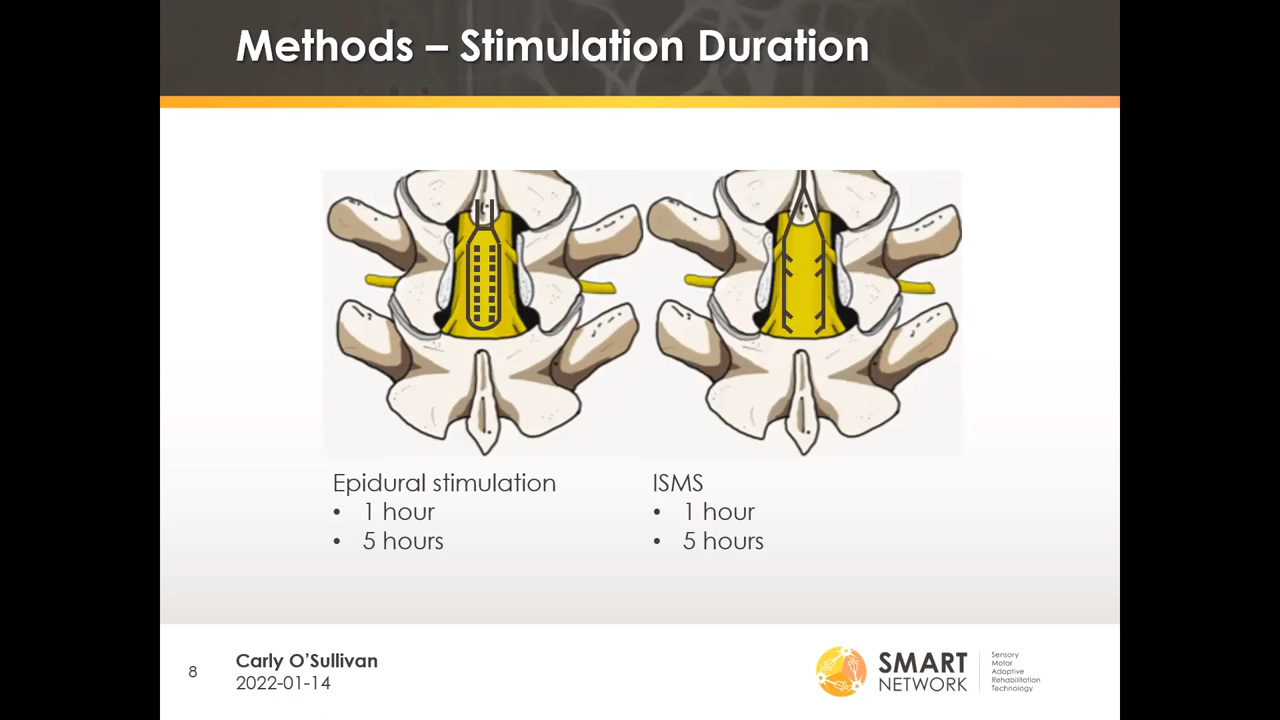 Methods – Stimulation Duration
Epidural stimulation
• 1 hour
• 5 hours
ISMS
• 1 hour
• 5 hours
8
Carly O’Sullivan
2022-01-14
SMART
NETWORK
Sensory
Motor
Adaptive
Rehabilitation
Technology